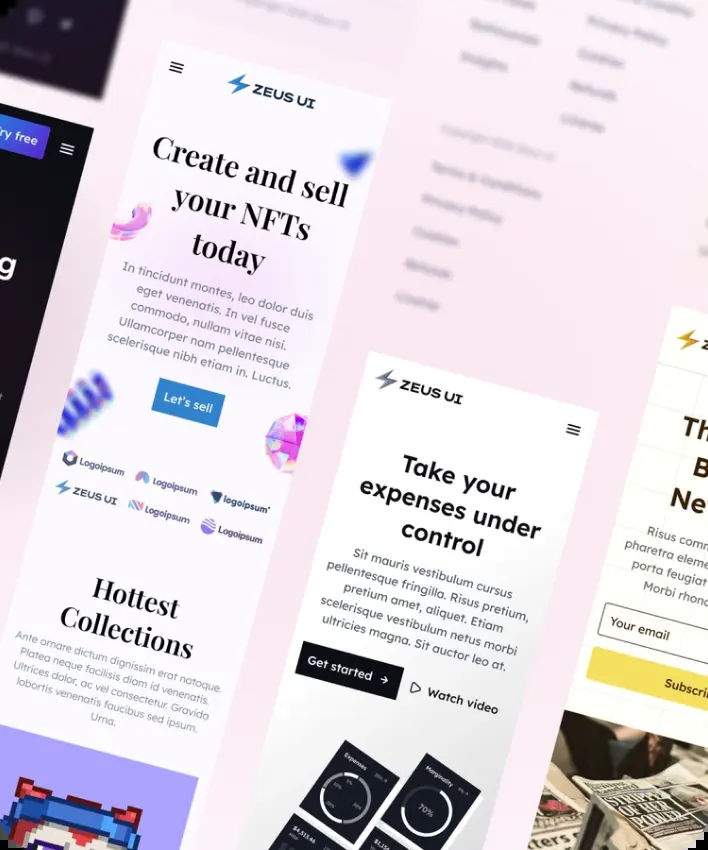 Try free
g
ZEUS UI
Create and sell
your NFTs
today
In tincidunt montes, leo dolor duis
eget venenatis. In vel fusce
commodo, nullam vitae nisi.
Ullamcorper nam pellentesque
scelerisque nibh etiam in. Luctus.
Let's sell
Logoipsum
Logoipsum
logoipsum
ZEUS UI
Logoipsum
Logoipsum
Hottest
Collections
Ante ornare dictum dignissim erat natoque.
Platea neque facilisis diam id venenatis.
Ultrices dolor, ac vel consectetur. Gravida
lobortis venenatis faucibus sed ipsum.
Urna.
Testimonials
Insights
Privacy Policy
Cookies
Refunds
License
Terms & Conditions
Privacy Policy
Cookies
Refunds
License
ZEUS UI
Take your
expenses under
control
Sit mauris vestibulum cursus
pellentesque fringilla. Risus pretium,
pretium amet, aliquet. Etiam
scelerisque vestibulum netus morbi
ultricies magna. Sit auctor leo at.
Get started →
Watch video
Expenses
Marginality
70%
$4,513.46
Z
Th
B
Ne
Risus comm
pharetra eleme
porta feugiat
Morbi rhonc
Your email
Subscri